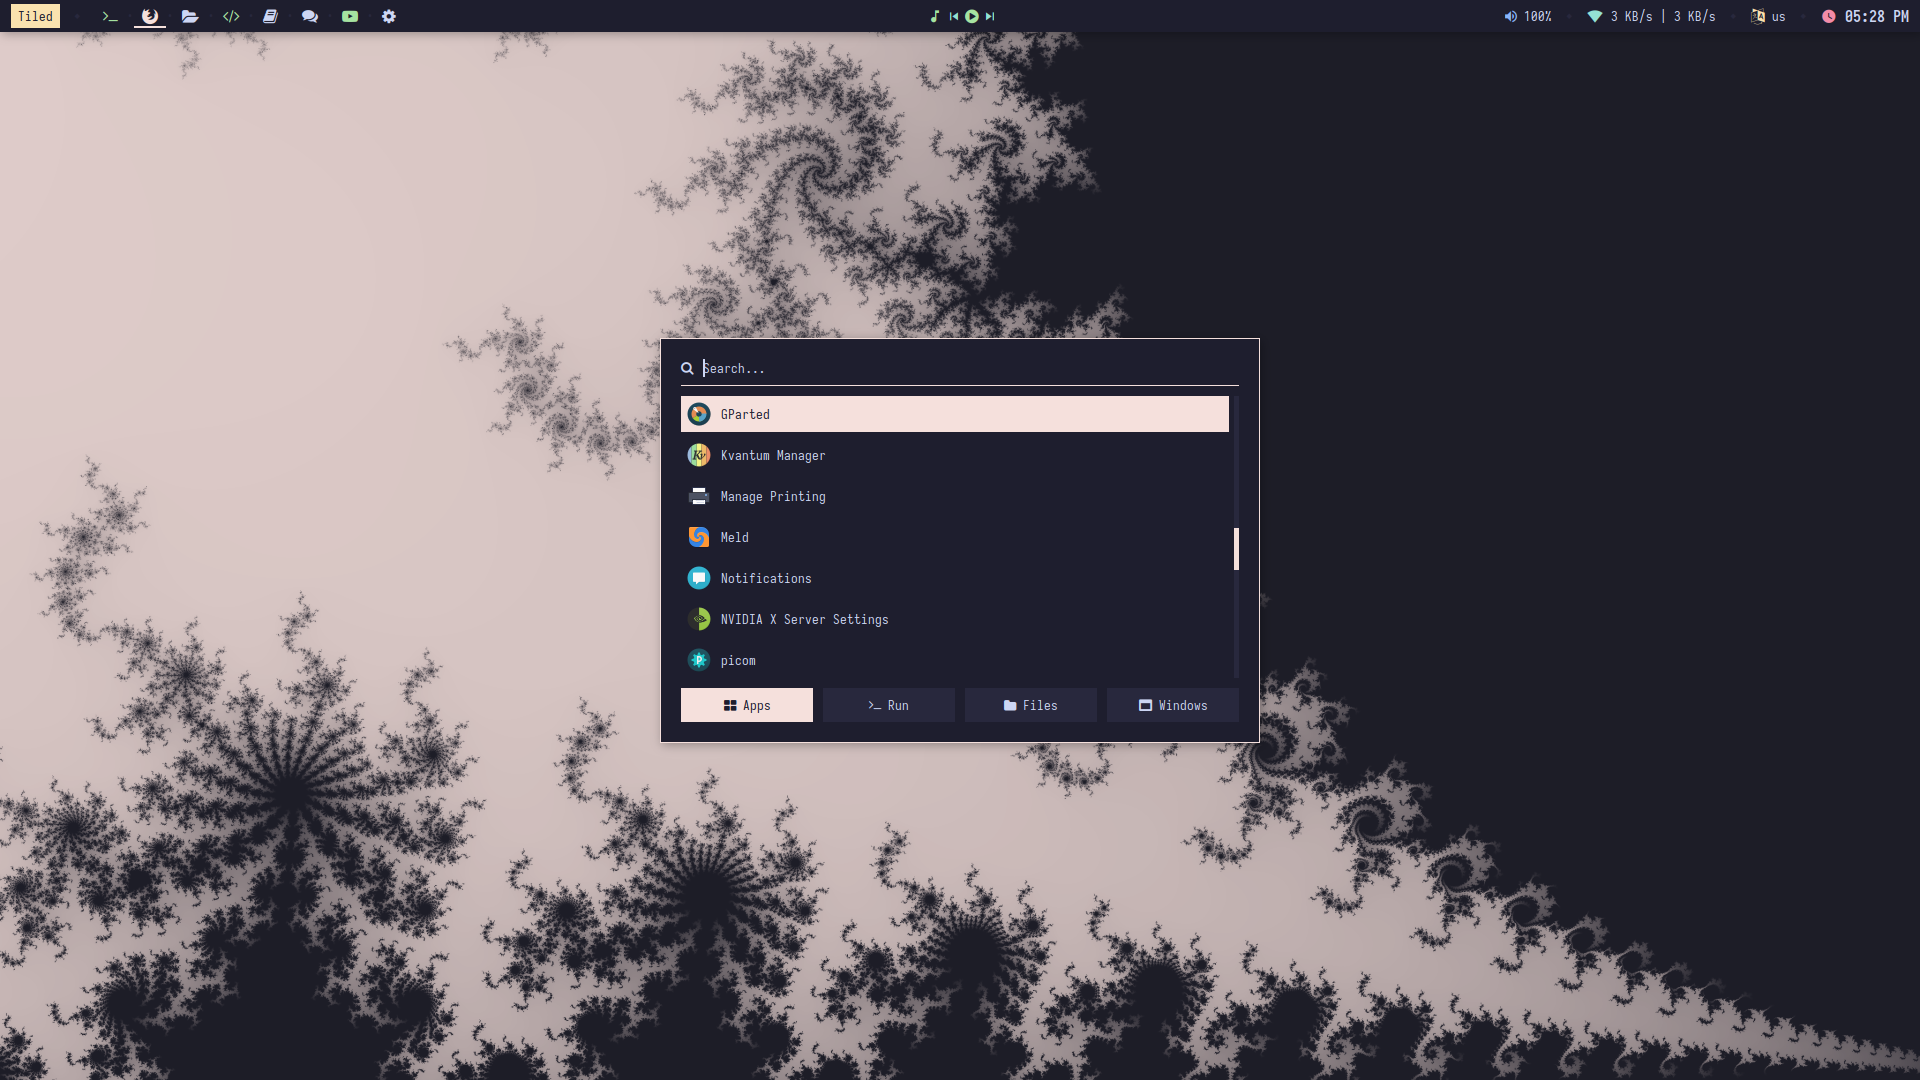 Tiled 100% 3 KB/s | 3 KB/s us 05:28 PM
Search...
GParted
Kvantum Manager
Manage Printing
Meld
Notifications
NVIDIA X Server Settings
picom
Apps Run Files Windows